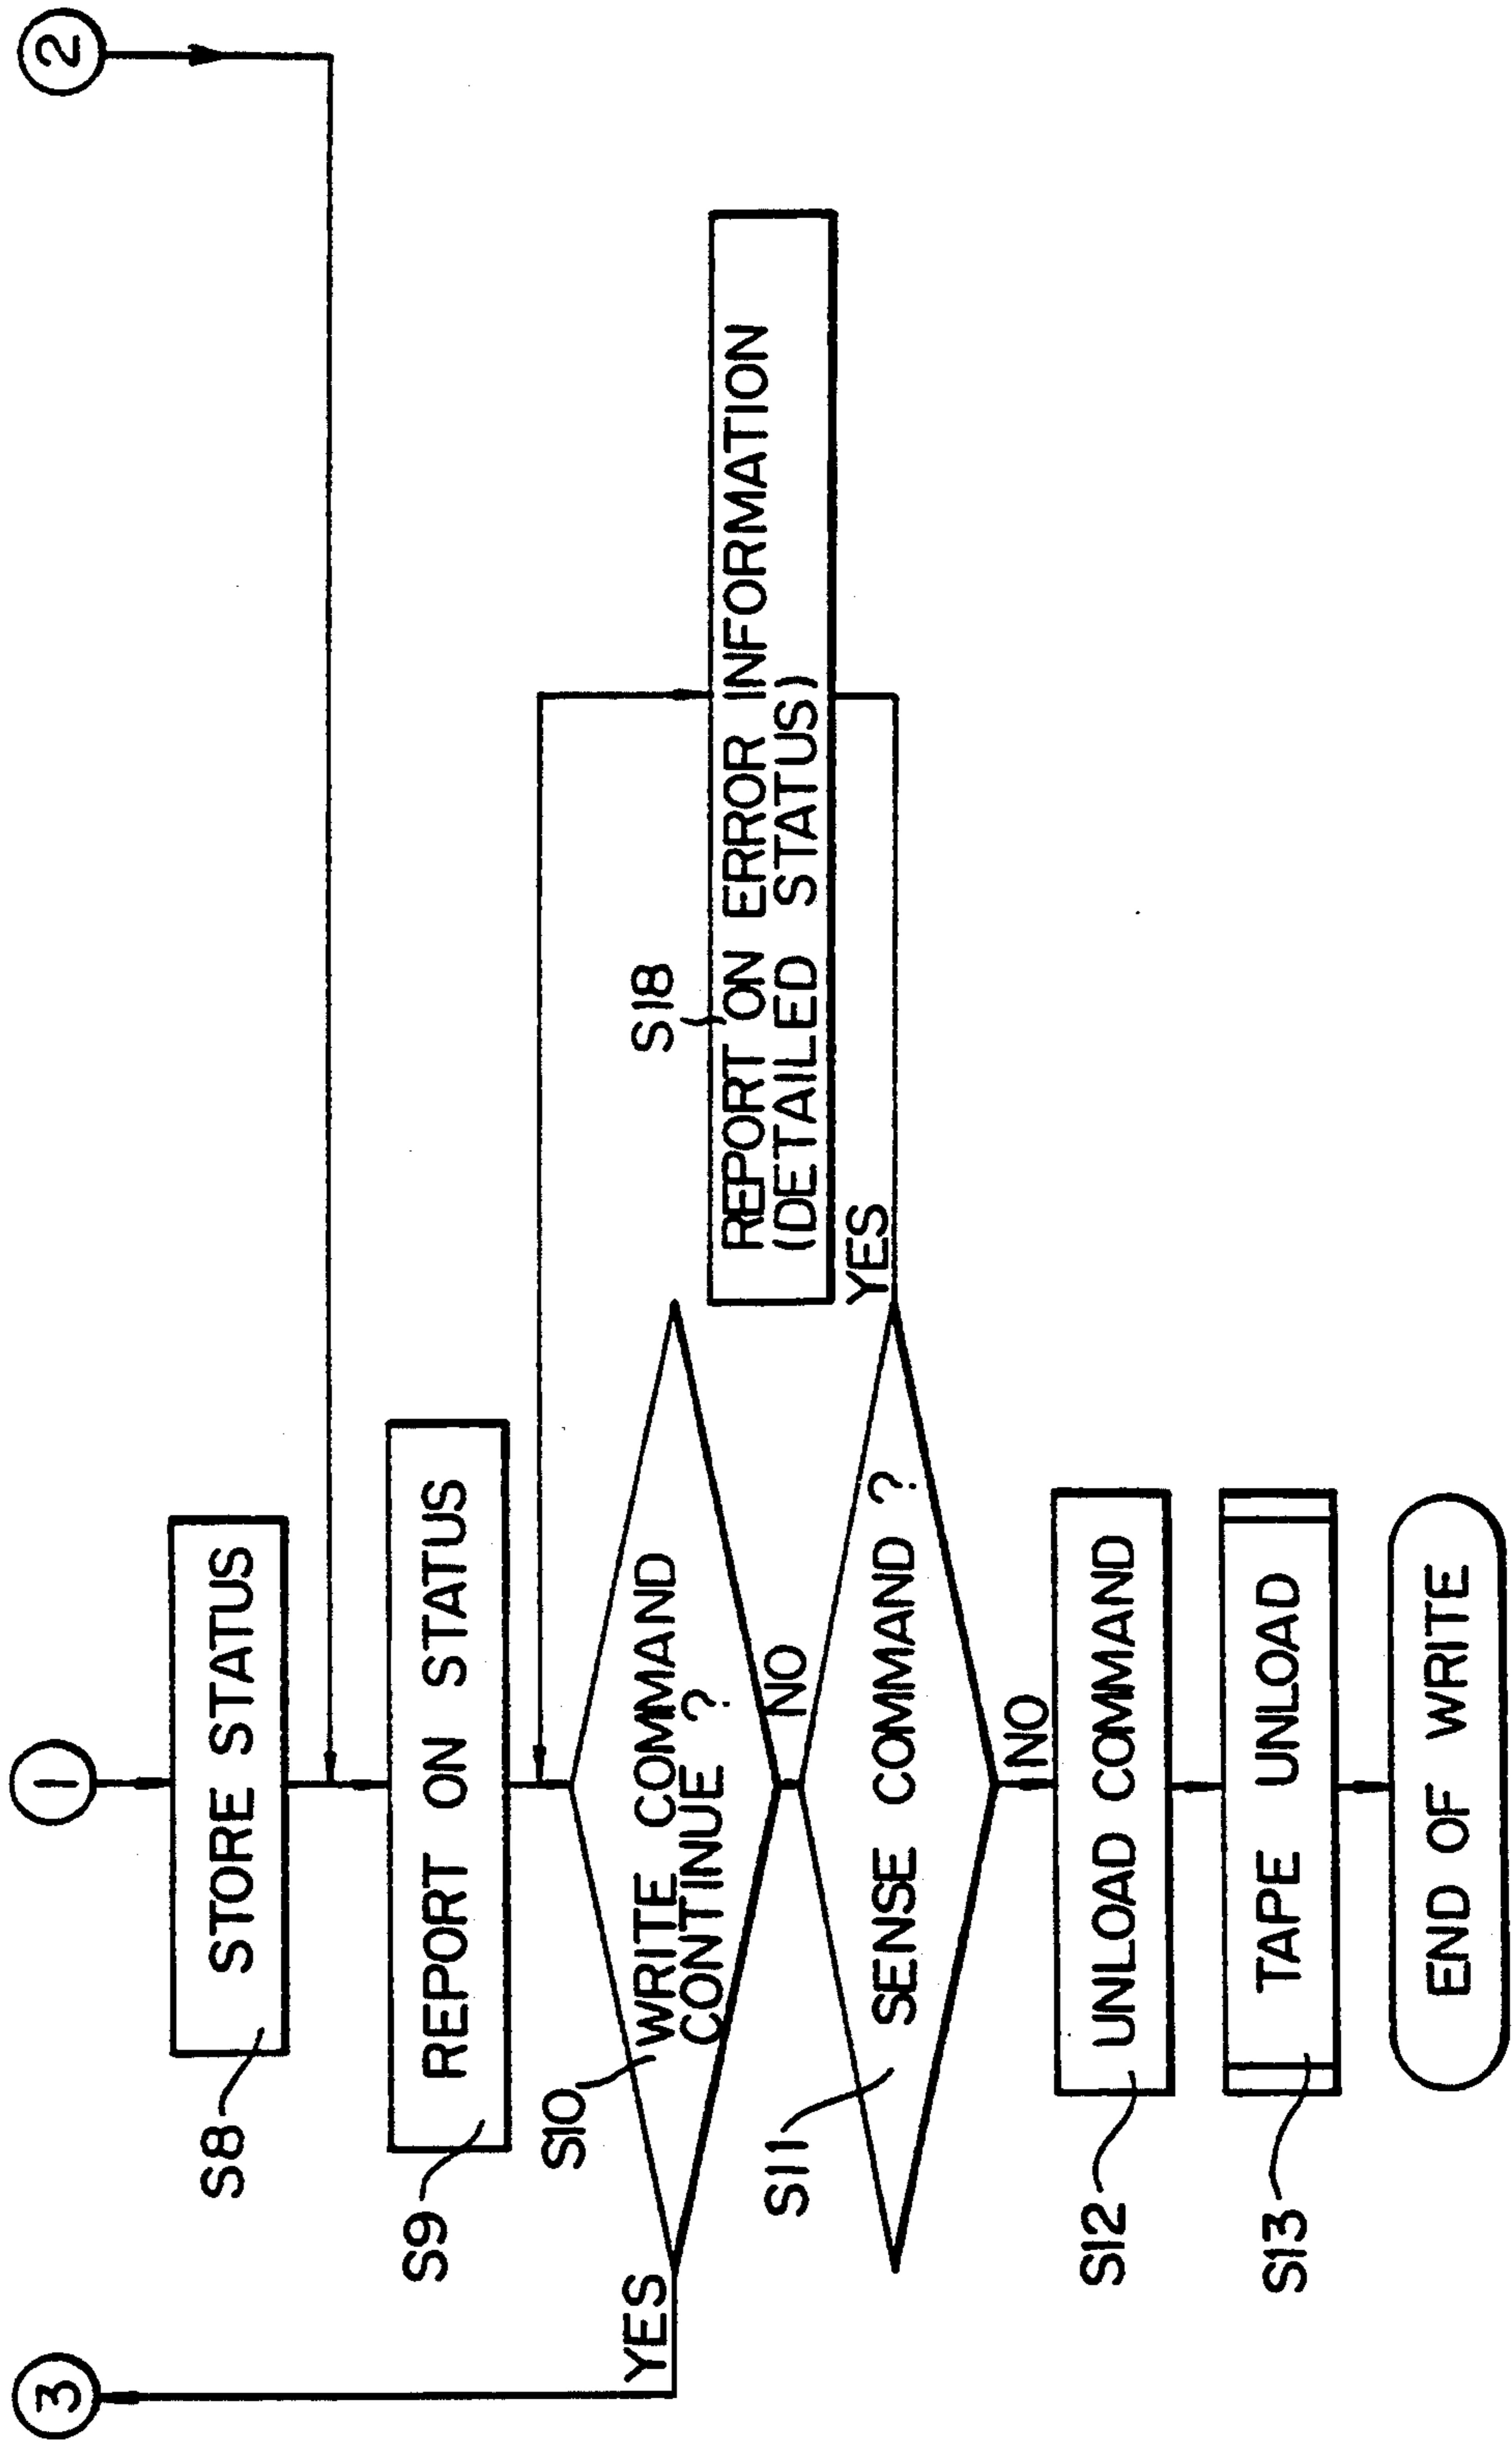 3
1
2
S8
STORE STATUS
S9
REPORT ON STATUS
S10
WRITE COMMAND
CONTINUE ?
YES
NO
S18
REPORT ON ERROR INFORMATION
(DETAILED STATUS)
S11
SENSE COMMAND ?
YES
NO
S12
UNLOAD COMMAND
S13
TAPE UNLOAD
END OF WRITE